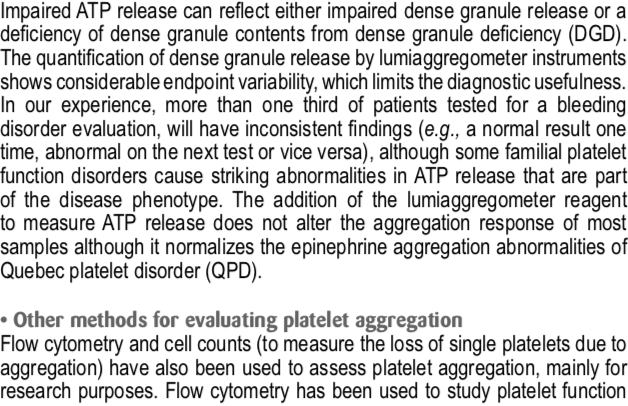 Impaired ATP release can reflect either impaired dense granule release or a
deficiency of dense granule contents from dense granule deficiency (DGD).
The quantification of dense granule release by lumiaggregometer instruments
shows considerable endpoint variability, which limits the diagnostic usefulness.
In our experience, more than one third of patients tested for a bleeding
disorder evaluation, will have inconsistent findings (e.g., a normal result one
time, abnormal on the next test or vice versa), although some familial platelet
function disorders cause striking abnormalities in ATP release that are part
of the disease phenotype. The addition of the lumiaggregometer reagent
to measure ATP release does not alter the aggregation response of most
samples although it normalizes the epinephrine aggregation abnormalities of
Quebec platelet disorder (QPD).
• Other methods for evaluating platelet aggregation
Flow cytometry and cell counts (to measure the loss of single platelets due to
aggregation) have also been used to assess platelet aggregation, mainly for
research purposes. Flow cytometry has been used to study platelet function